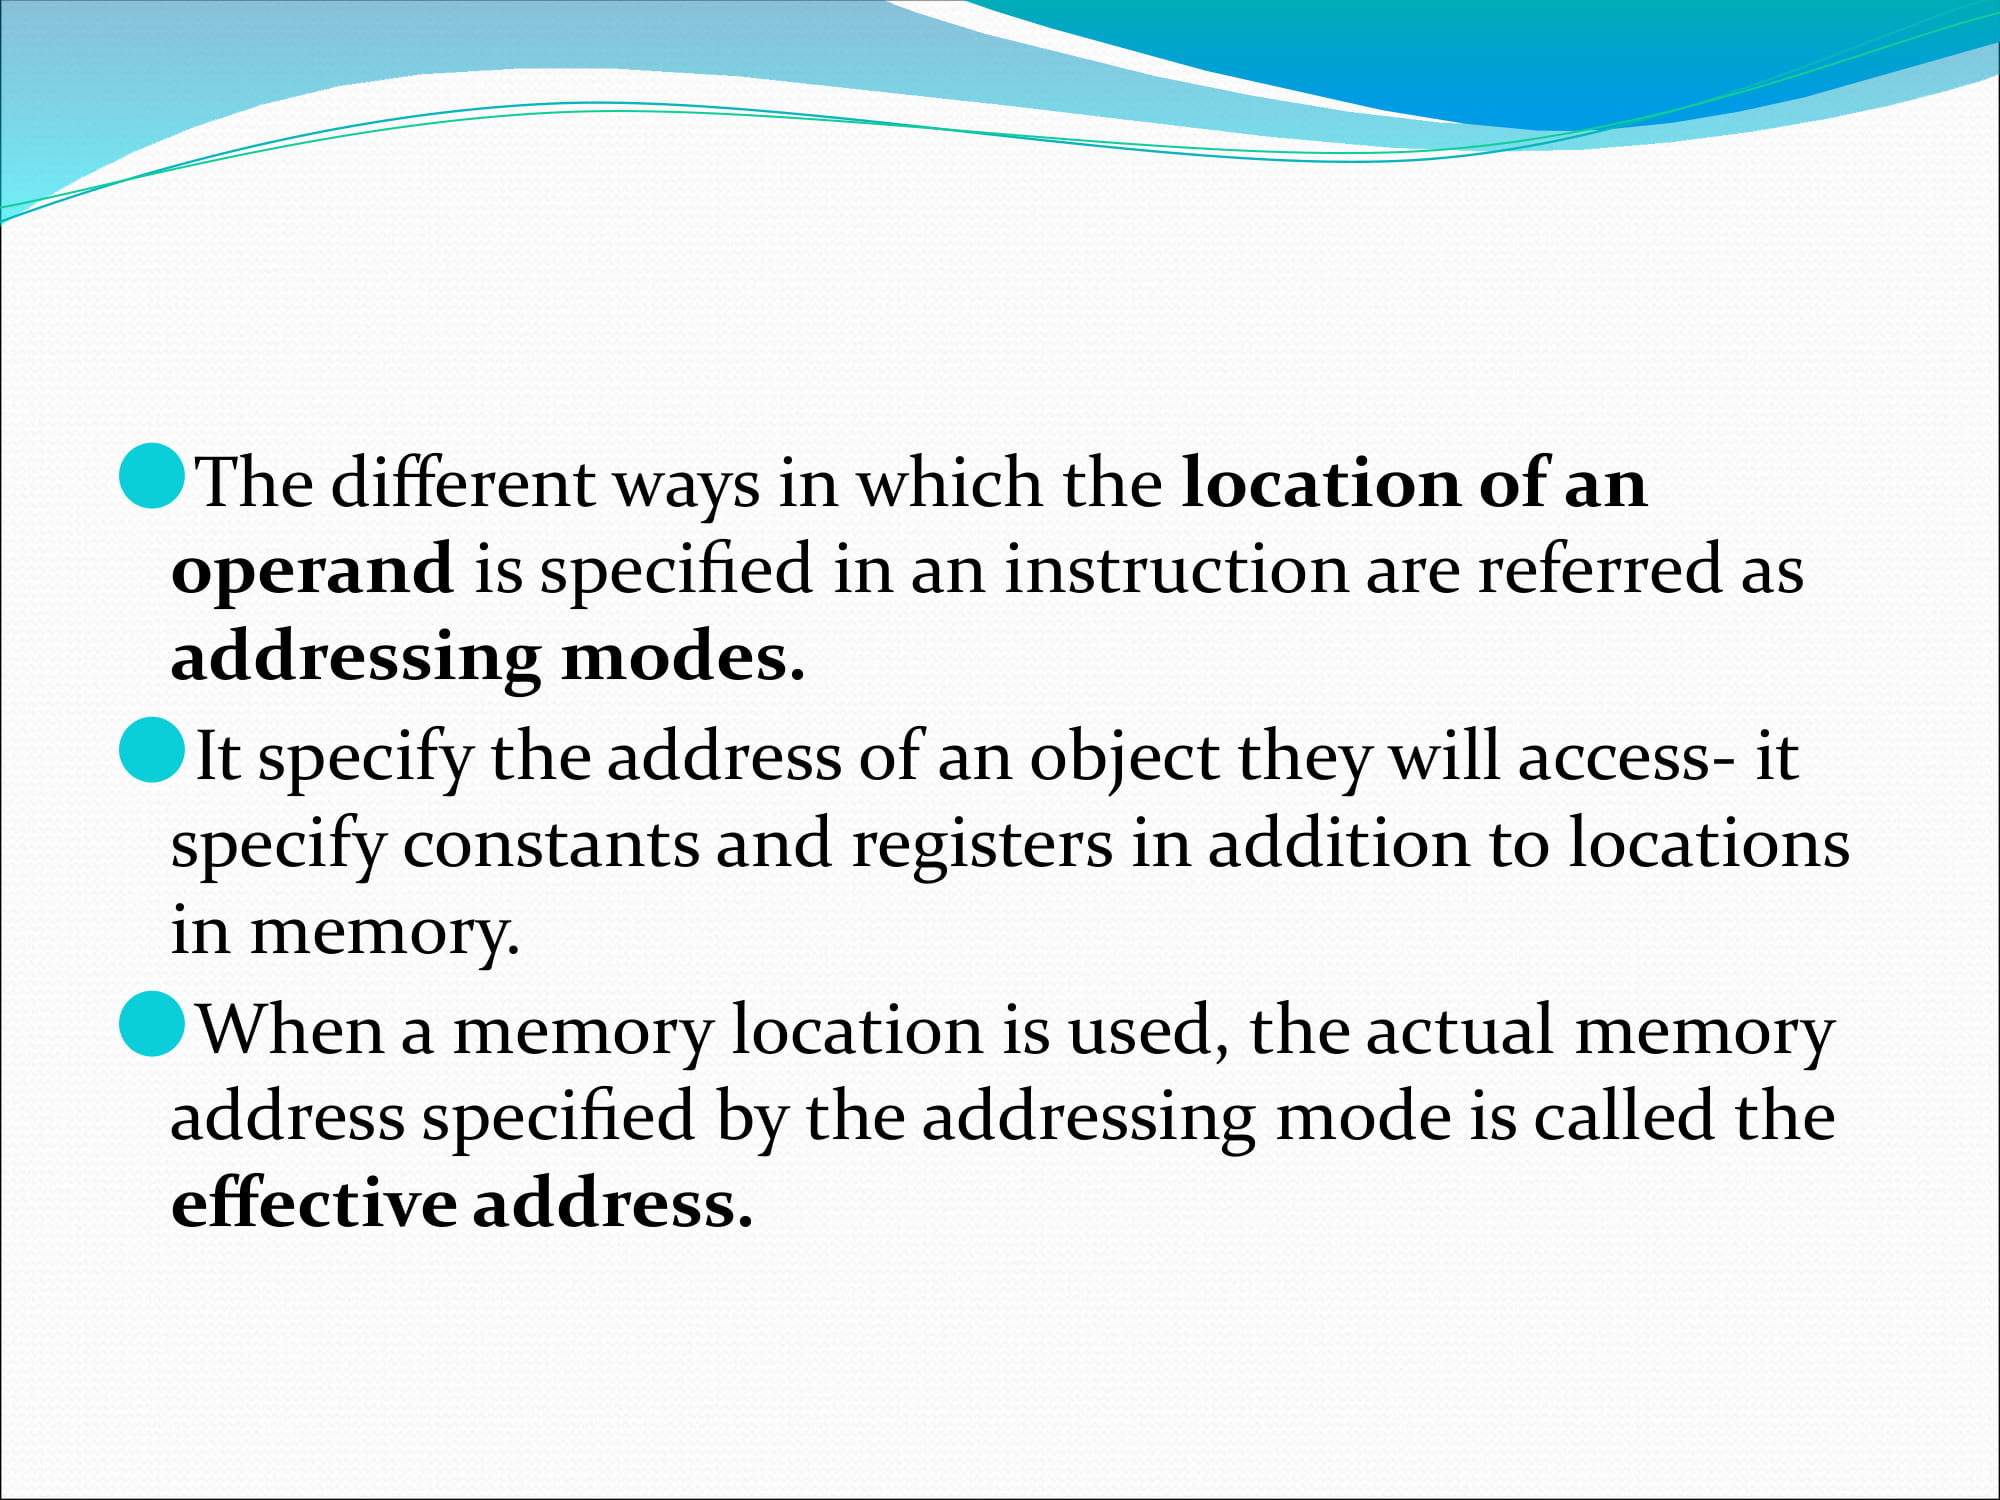 The different ways in which the location of an
operand is specified in an instruction are referred as
addressing modes.
It specify the address of an object they will access- it
specify constants and registers in addition to locations
in memory.
When a memory location is used, the actual memory
address specified by the addressing mode is called the
effective address.